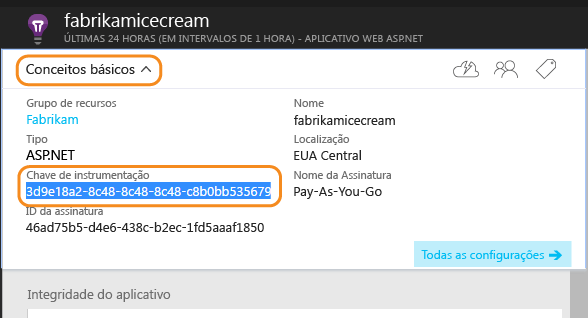 fabrikamicecream
ÚLTIMAS 24 HORAS (EM INTERVALOS DE 1 HORA) - APLICATIVO WEB ASP.NET
Conceitos básicos
Grupo de recursos
Fabrikam
Nome
fabrikamicecream
Tipo
ASP.NET
Localização
EUA Central
Chave de instrumentação
3d9e18a2-8c48-8c48-8c48-c8b0bb535679
Nome da Assinatura
Pay-As-You-Go
ID da assinatura
46ad75b5-d4e6-438c-b2ec-1fd5aaaf1850
Todas as configurações
Integridade do aplicativo